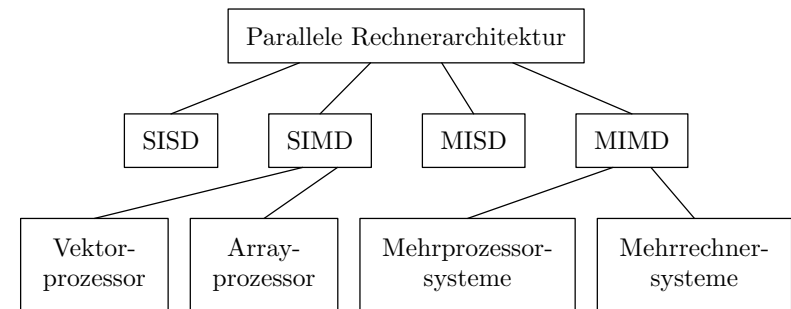 Parallele Rechnerarchitektur
SISD
SIMD
MISD
MIMD
Vektor-
prozessor
Array-
prozessor
Mehrprozessor-
systeme
Mehrrechner-
systeme